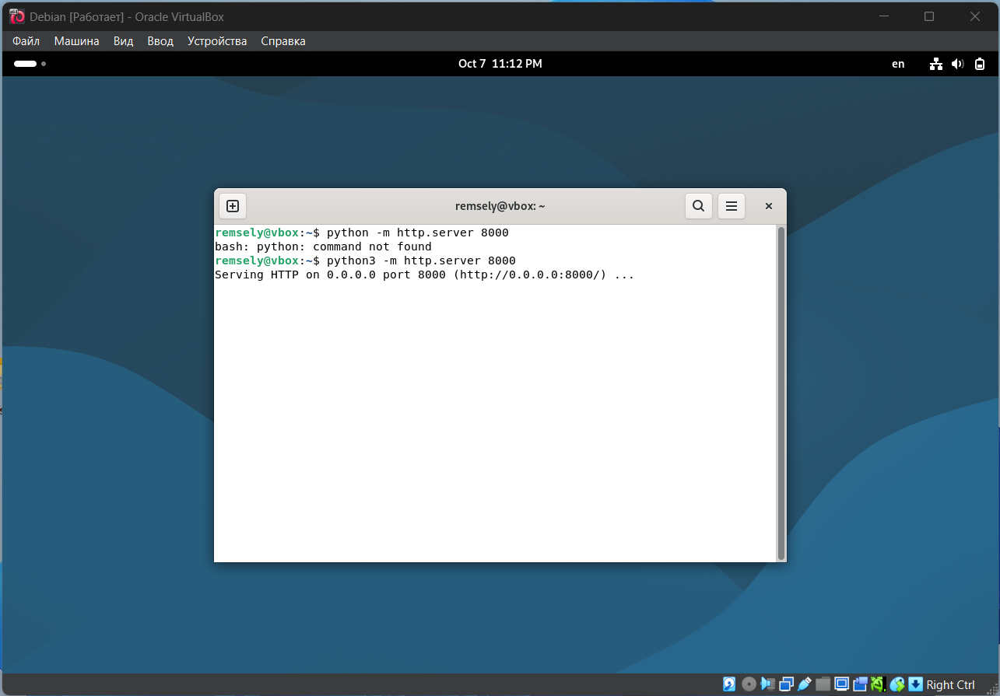 Debian [Работает] - Oracle VirtualBox
Файл Машина Вид Ввод Устройства Справка
Oct 7 11:12 PM
en
remsely@vbox: ~
remsely@vbox:~$ python -m http.server 8000
bash: python: command not found
remsely@vbox:~$ python3 -m http.server 8000
Serving HTTP on 0.0.0.0 port 8000 (http://0.0.0.0:8000/) ...
Right Ctrl